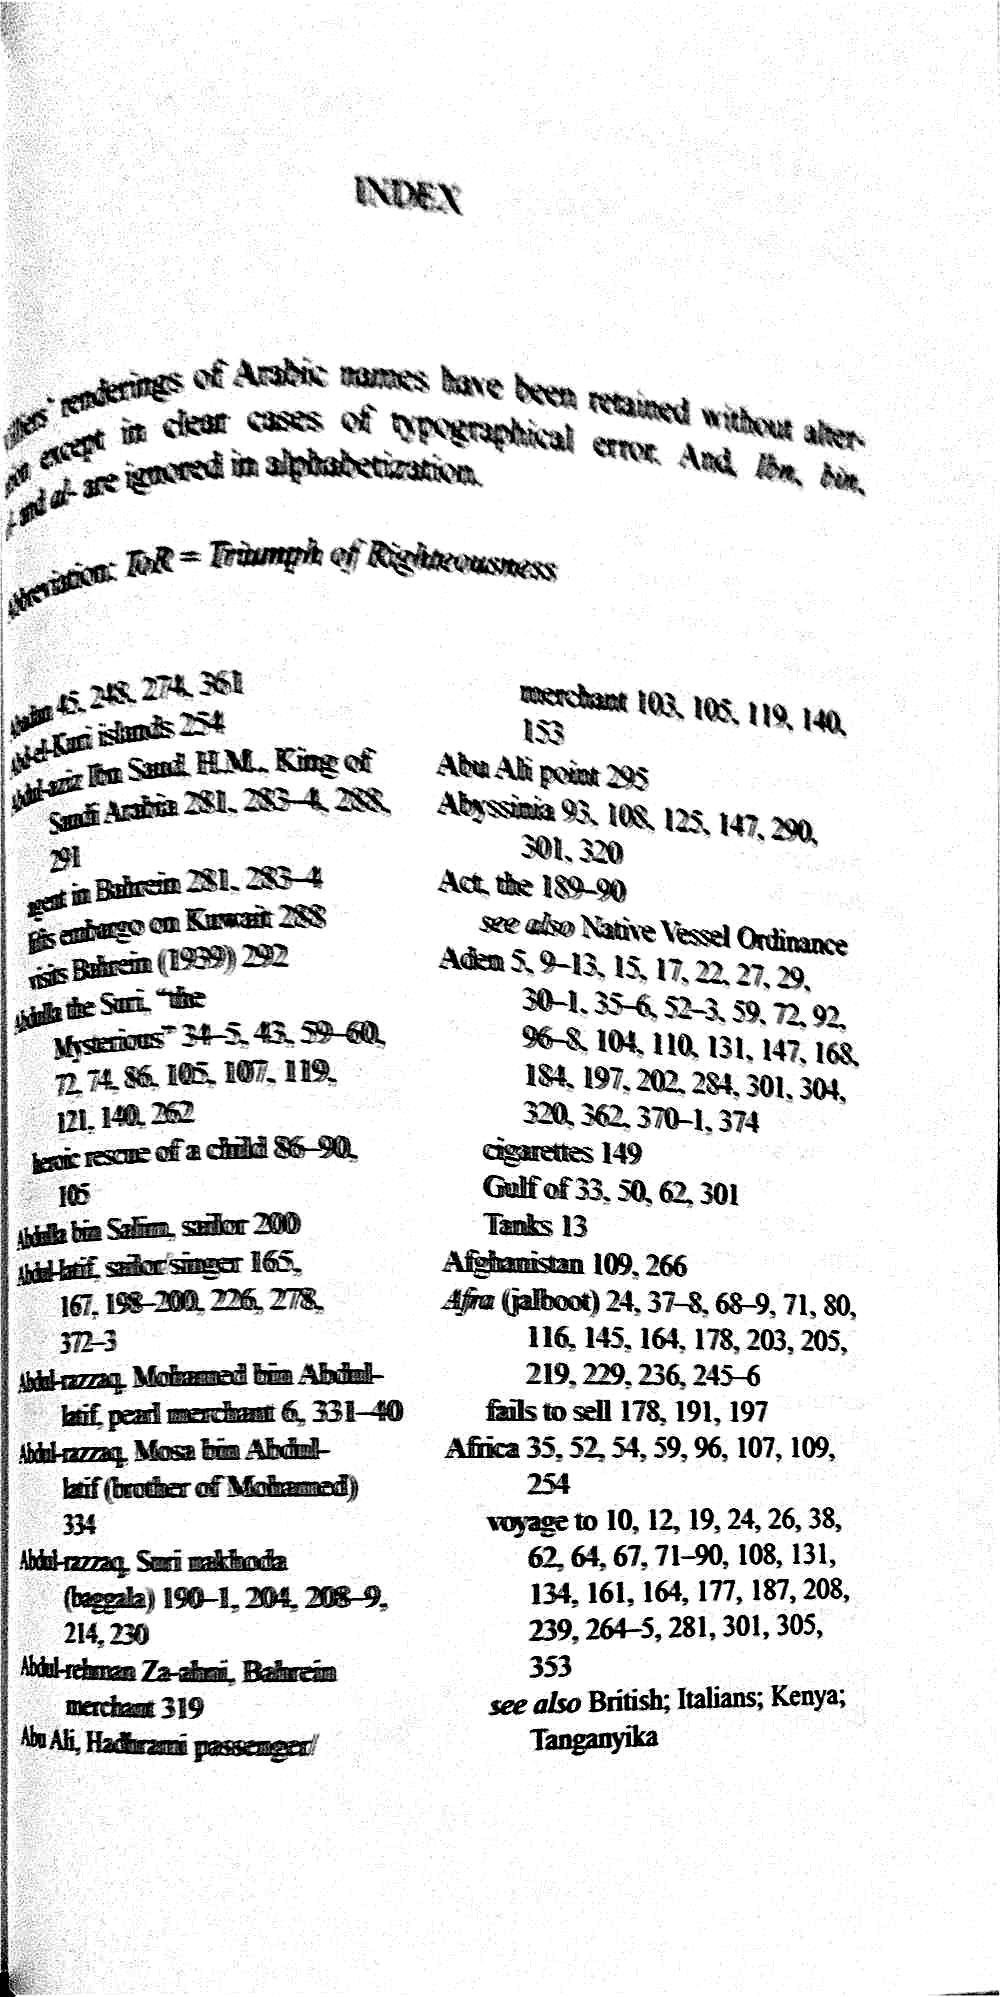 INDEX
Villiers' renderings of Arabic names have been retained without alter-
except in clear cases of typographical error. And, Ibn, bin,
and al- are ignored in alphabetization.
Abbreviation: ToR = Triumph of Righteousness
Abadan 45, 248, 274, 361
Abd-el-Kuri islands 254
Abdul-aziz Ibn Saud, H.M., King of
Saudi Arabia 281, 283–4, 288,
291
agent in Bahrein 281, 283–4
His embargo on Kuwait 288
visits Bahrein (1939) 292
Abdulla the Suri, “the
Mysterious” 34–5, 43, 59–60,
72, 74, 86, 105, 107, 119,
121, 140, 262
heroic rescue of a child 86–90,
105
Abdulla bin Salim, sailor 200
Abdul-latif, sailor/singer 165,
167, 198–200, 226, 278,
372–3
Abdul-razzaq, Mohamed bin Abdul-
latif, pearl merchant 6, 331–40
Abdul-razzaq, Mosa bin Abdul-
latif (brother of Mohamed)
334
Abdul-razzaq, Suri nakhoda
(baggala) 190–1, 204, 208–9,
214, 230
Abdul-rehman Za-abni, Bahrein
merchant 319
Abu Ali, Hadhrami passenger/
merchant 103, 105, 119, 140,
153
Abu Ali point 295
Abyssinia 93, 108, 125, 147, 290,
301, 320
Act, the 189–90
see also Native Vessel Ordinance
Aden 5, 9–13, 15, 17, 22, 27, 29,
30–1, 35–6, 52–3, 59, 72, 92,
96–8, 104, 110, 131, 147, 168,
184, 197, 202, 284, 301, 304,
320, 362, 370–1, 374
cigarettes 149
Gulf of 33, 50, 62, 301
Tanks 13
Afghanistan 109, 266
Afra (jalboot) 24, 37–8, 68–9, 71, 80,
116, 145, 164, 178, 203, 205,
219, 229, 236, 245–6
fails to sell 178, 191, 197
Africa 35, 52, 54, 59, 96, 107, 109,
254
voyage to 10, 12, 19, 24, 26, 38,
62, 64, 67, 71–90, 108, 131,
134, 161, 164, 177, 187, 208,
239, 264–5, 281, 301, 305,
353
see also British; Italians; Kenya;
Tanganyika